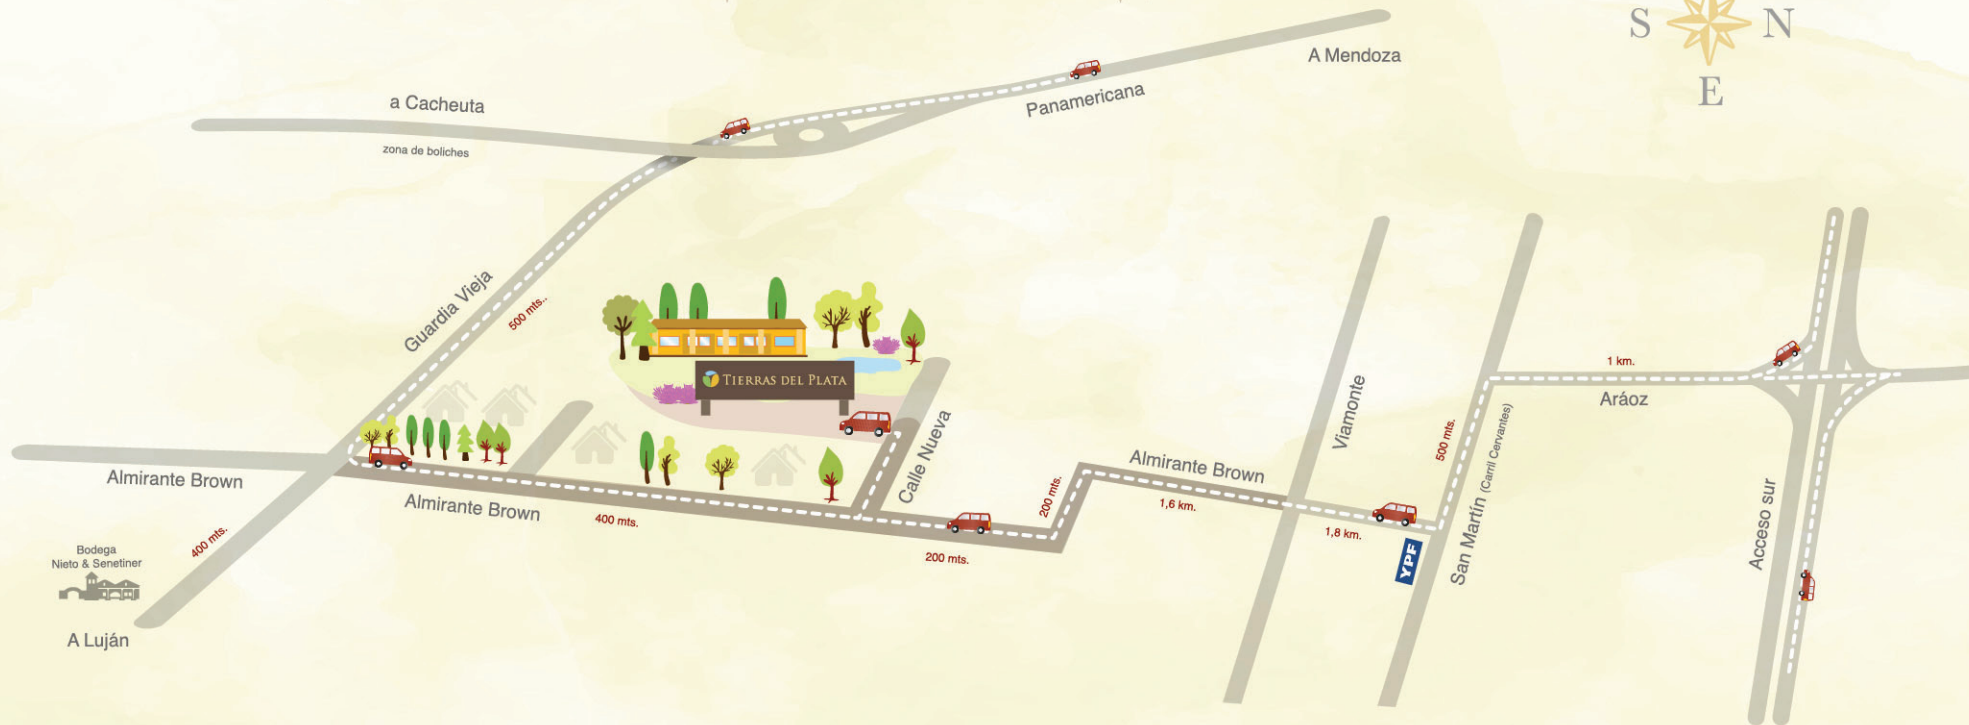 S
N
E
A Mendoza
Panamericana
a Cacheuta
zona de boliches
Guardia Vieja
500 mts..
TIERRAS DEL PLATA
Calle Nueva
Almirante Brown
Almirante Brown
400 mts.
400 mts.
200 mts.
200 mts.
Almirante Brown
1,6 km.
1,8 km.
Viamonte
YPF
500 mts.
San Martín (Carril Cervantes)
1 km.
Aráoz
Acceso sur
Bodega
Nieto & Senetiner
A Luján